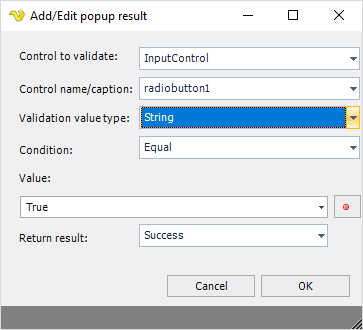 Add/Edit popup result
Control to validate: InputControl
Control name/caption: radiobutton1
Validation value type: String
Condition: Equal
Value:
True
Return result: Success
Cancel OK